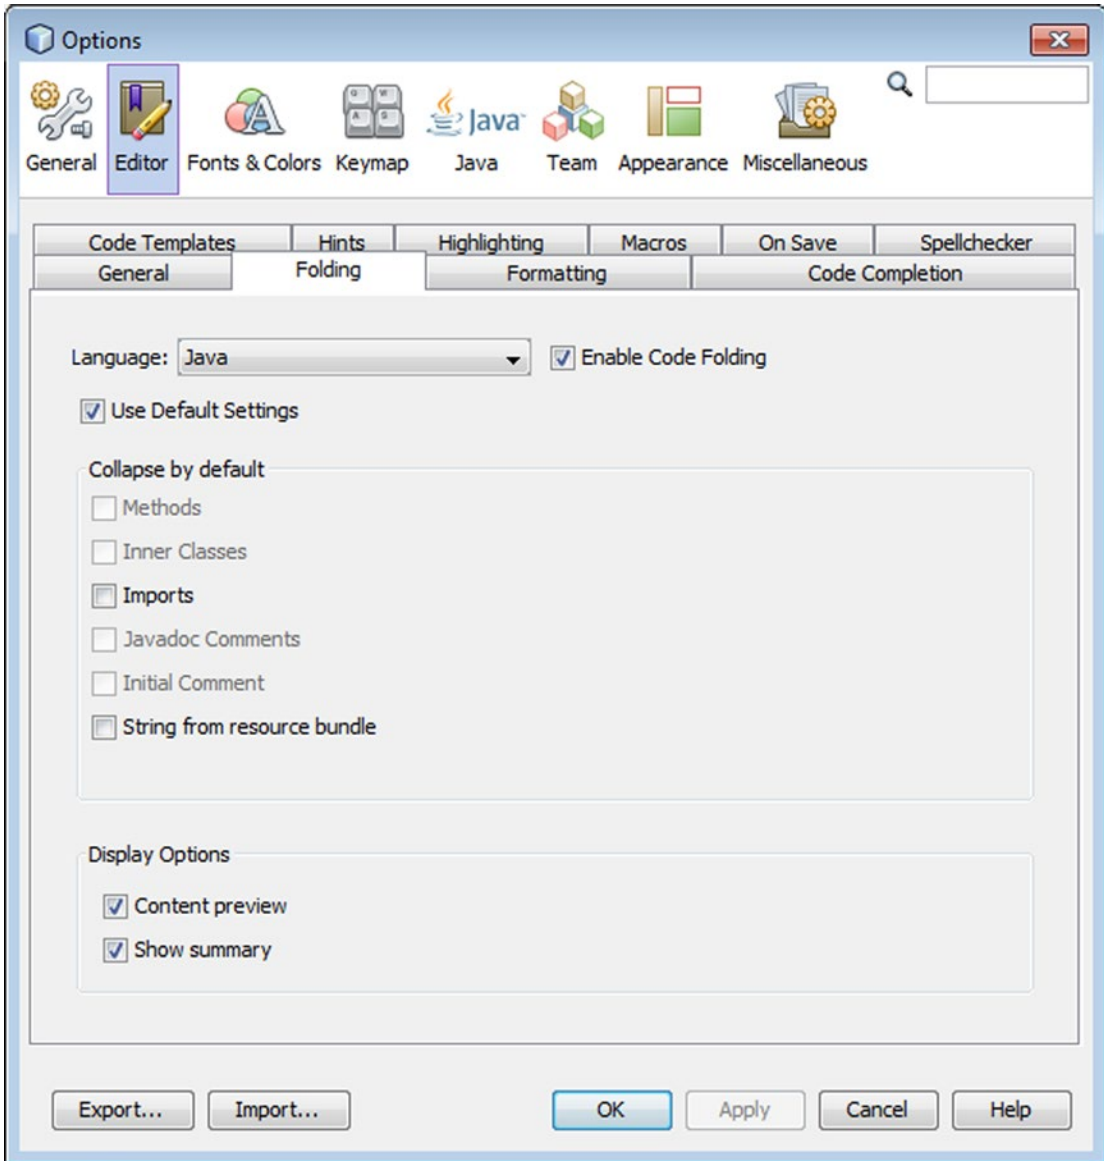 Options
General Editor Fonts & Colors Keymap Java Team Appearance Miscellaneous
Code Templates Hints Highlighting Macros On Save Spellchecker
General Folding Formatting Code Completion
Language: Java Enable Code Folding
Use Default Settings
Collapse by default
Methods
Inner Classes
Imports
Javadoc Comments
Initial Comment
String from resource bundle
Display Options
Content preview
Show summary
Export... Import... OK Apply Cancel Help